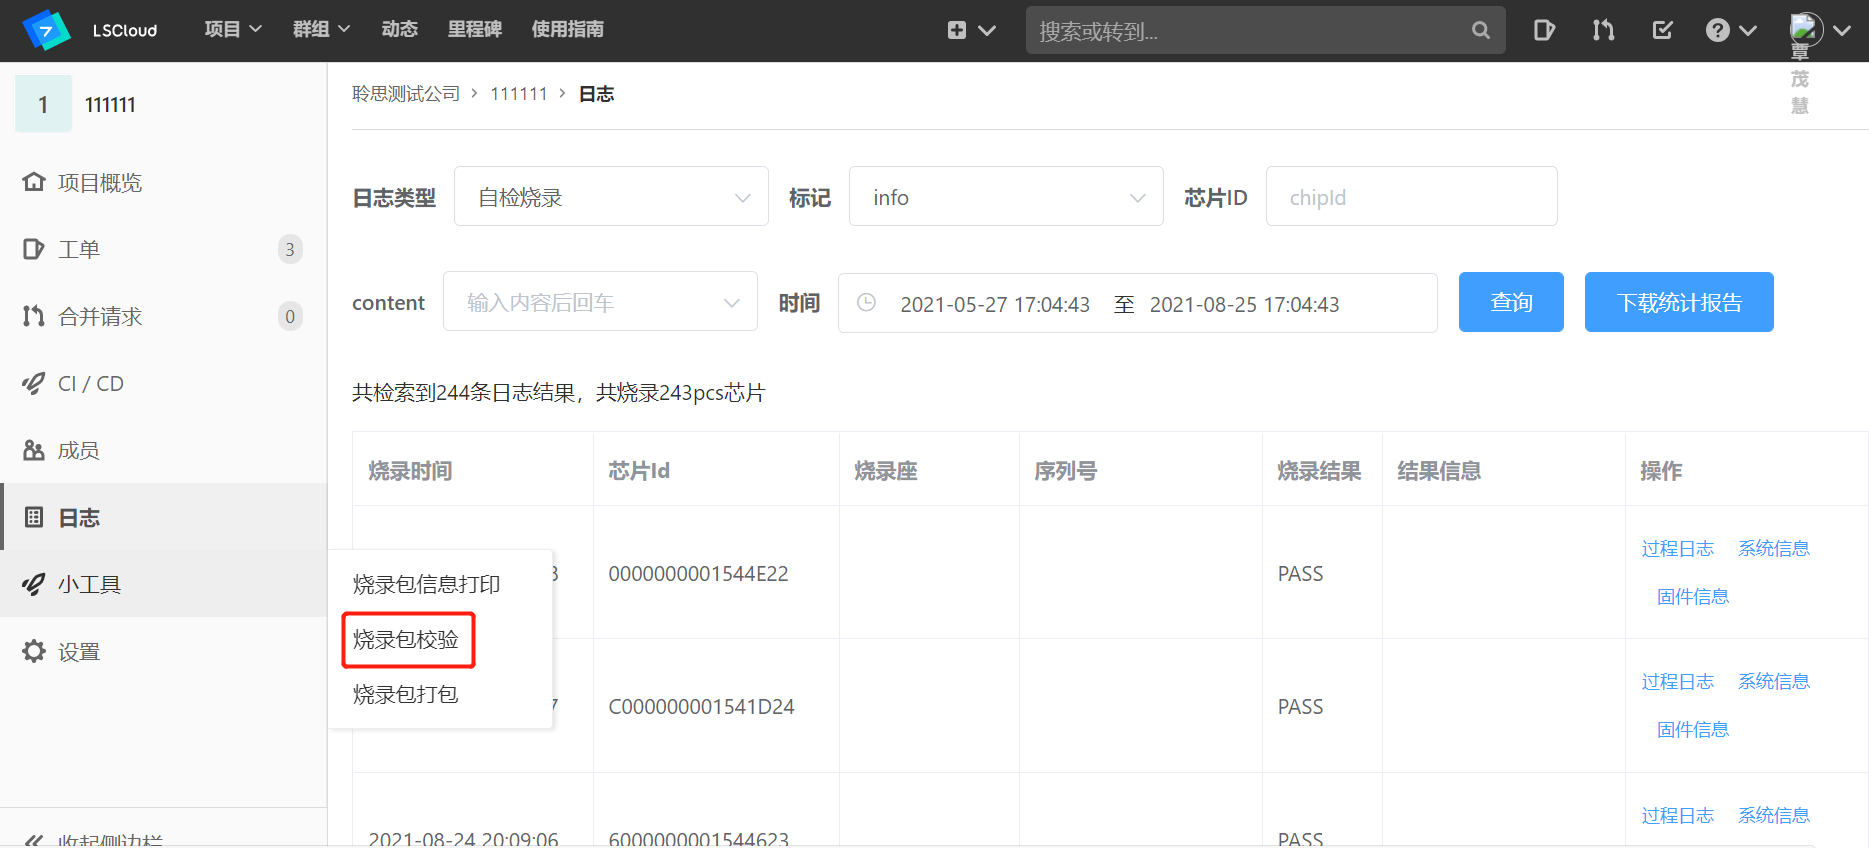 LSCloud 项目 群组 动态 里程碑 使用指南 搜索或转到...
覃
茂
慧
1 111111
项目概览
工单 3
合并请求 0
CI / CD
成员
日志
小工具
设置
收起侧边栏
烧录包信息打印
烧录包校验
烧录包打包
聆思测试公司 › 111111 › 日志
日志类型 自检烧录 标记 info 芯片ID chipId
content 输入内容后回车 时间 2021-05-27 17:04:43 至 2021-08-25 17:04:43 查询 下载统计报告
共检索到244条日志结果，共烧录243pcs芯片
烧录时间 芯片Id 烧录座 序列号 烧录结果 结果信息 操作
0000000001544E22 PASS 过程日志 系统信息
固件信息
C000000001541D24 PASS 过程日志 系统信息
固件信息
2021-08-24 20:09:06 6000000001544623 PASS 过程日志 系统信息